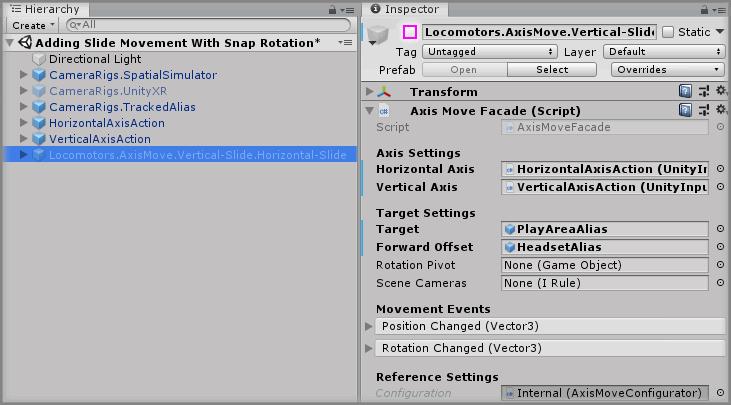 Hierarchy
Create
All
Adding Slide Movement With Snap Rotation*
Directional Light
CameraRigs.SpatialSimulator
CameraRigs.UnityXR
CameraRigs.TrackedAlias
HorizontalAxisAction
VerticalAxisAction
Locomotors.AxisMove.Vertical-Slide.Horizontal-Slide
Inspector
Locomotors.AxisMove.Vertical-Slide
Static
Tag Untagged Layer Default
Prefab Open Select Overrides
Transform
Axis Move Facade (Script)
Script AxisMoveFacade
Axis Settings
Horizontal Axis HorizontalAxisAction (UnityIn
Vertical Axis VerticalAxisAction (UnityInpu
Target Settings
Target PlayAreaAlias
Forward Offset HeadsetAlias
Rotation Pivot None (Game Object)
Scene Cameras None (I Rule)
Movement Events
Position Changed (Vector3)
Rotation Changed (Vector3)
Reference Settings
Configuration Internal (AxisMoveConfigurator)